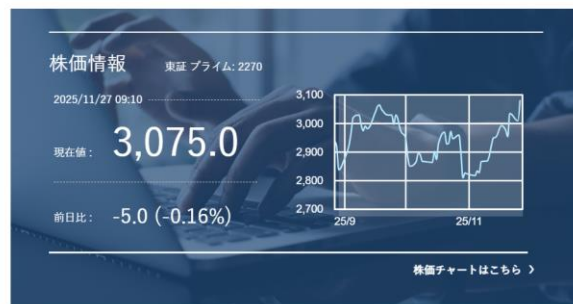 株価情報 東証 プライム: 2270
2025/11/27 09:10
現在値： 3,075.0
前日比： -5.0 (-0.16%)
3,100
3,000
2,900
2,800
2,700
25/9 25/11
株価チャートはこちら 〉